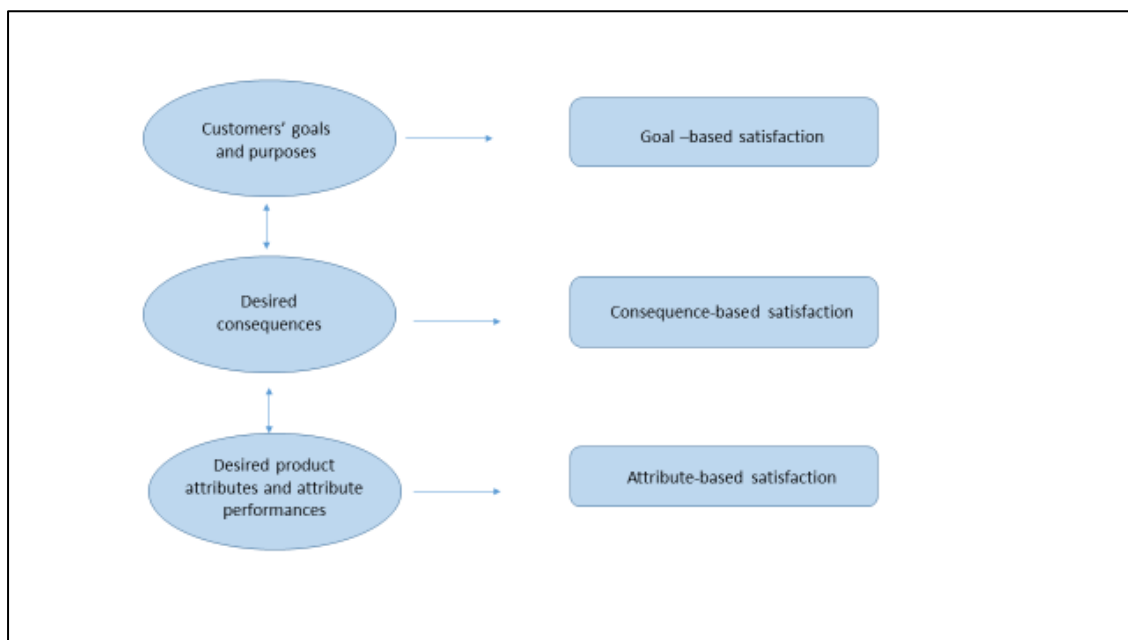 Customers’ goals
and purposes
Goal –based satisfaction
Desired
consequences
Consequence-based satisfaction
Desired product
attributes and attribute
performances
Attribute-based satisfaction